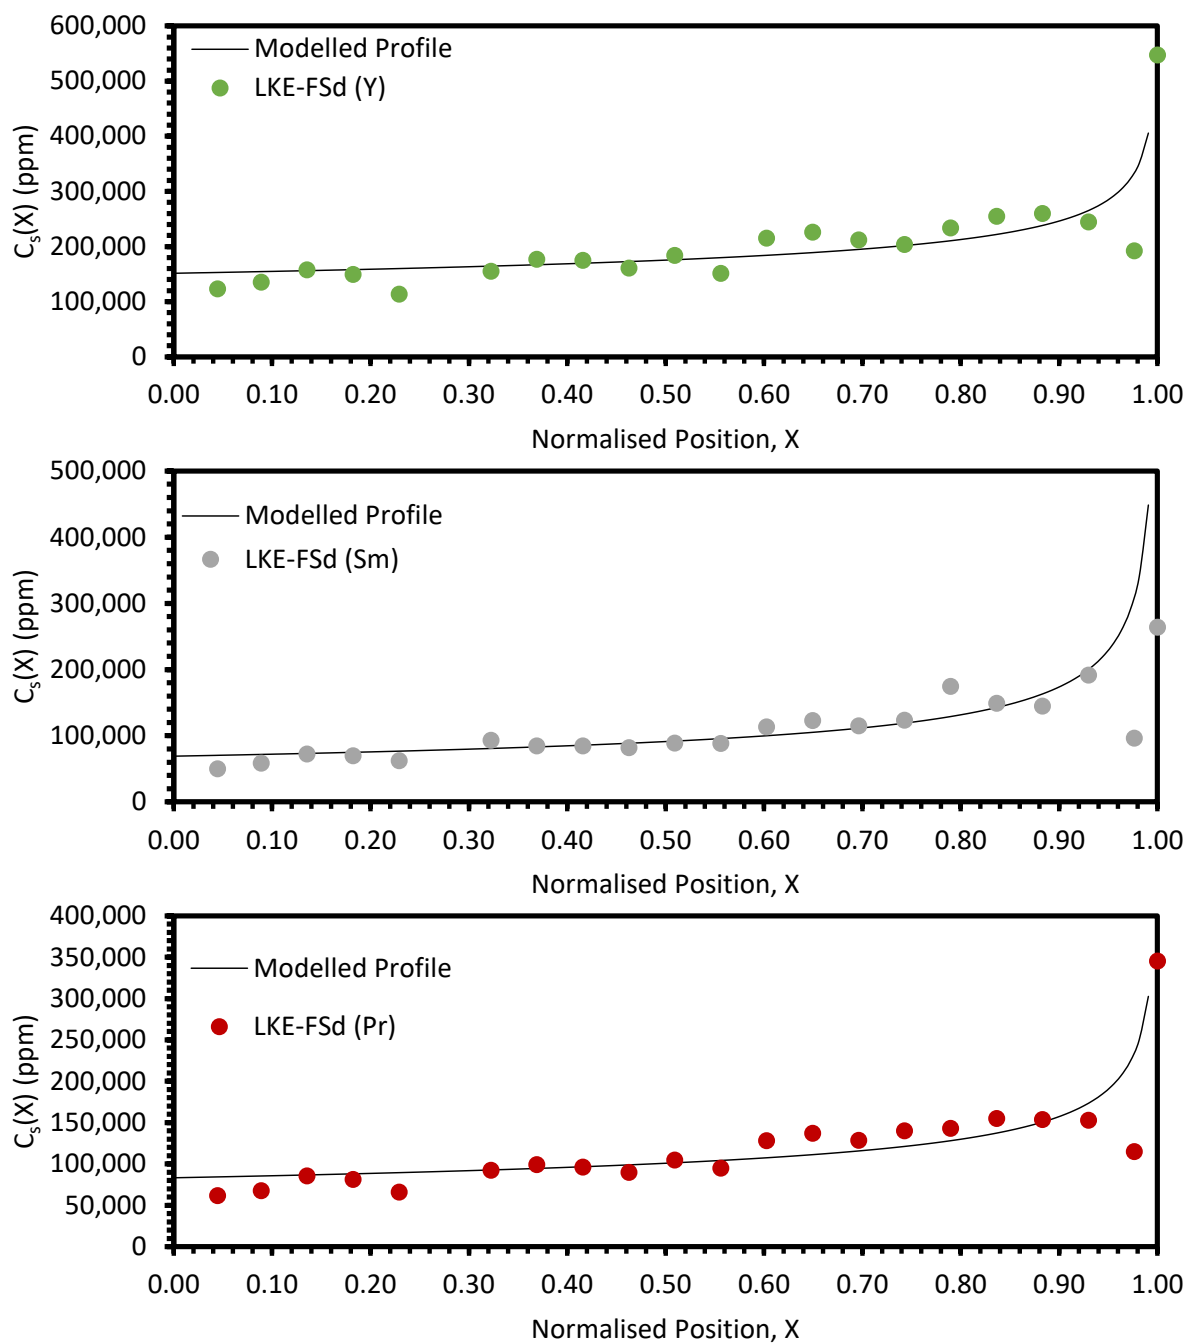 600,000
500,000
400,000
300,000
200,000
100,000
0
Cₛ(X) (ppm)
Modelled Profile
LKE-FSd (Y)
0.00 0.10 0.20 0.30 0.40 0.50 0.60 0.70 0.80 0.90 1.00
Normalised Position, X
500,000
400,000
300,000
200,000
100,000
0
Cₛ(X) (ppm)
Modelled Profile
LKE-FSd (Sm)
0.00 0.10 0.20 0.30 0.40 0.50 0.60 0.70 0.80 0.90 1.00
Normalised Position, X
400,000
350,000
300,000
250,000
200,000
150,000
100,000
50,000
0
Cₛ(X) (ppm)
Modelled Profile
LKE-FSd (Pr)
0.00 0.10 0.20 0.30 0.40 0.50 0.60 0.70 0.80 0.90 1.00
Normalised Position, X